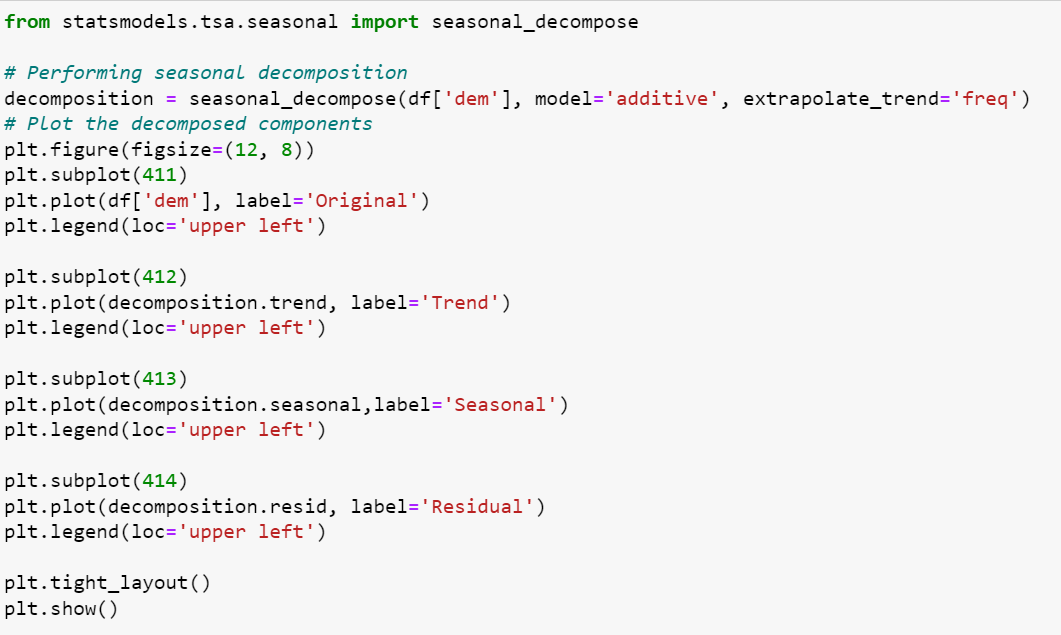 from statsmodels.tsa.seasonal import seasonal_decompose
# Performing seasonal decomposition
decomposition = seasonal_decompose(df['dem'], model='additive', extrapolate_trend='freq')
# Plot the decomposed components
plt.figure(figsize=(12, 8))
plt.subplot(411)
plt.plot(df['dem'], label='Original')
plt.legend(loc='upper left')
plt.subplot(412)
plt.plot(decomposition.trend, label='Trend')
plt.legend(loc='upper left')
plt.subplot(413)
plt.plot(decomposition.seasonal,label='Seasonal')
plt.legend(loc='upper left')
plt.subplot(414)
plt.plot(decomposition.resid, label='Residual')
plt.legend(loc='upper left')
plt.tight_layout()
plt.show()